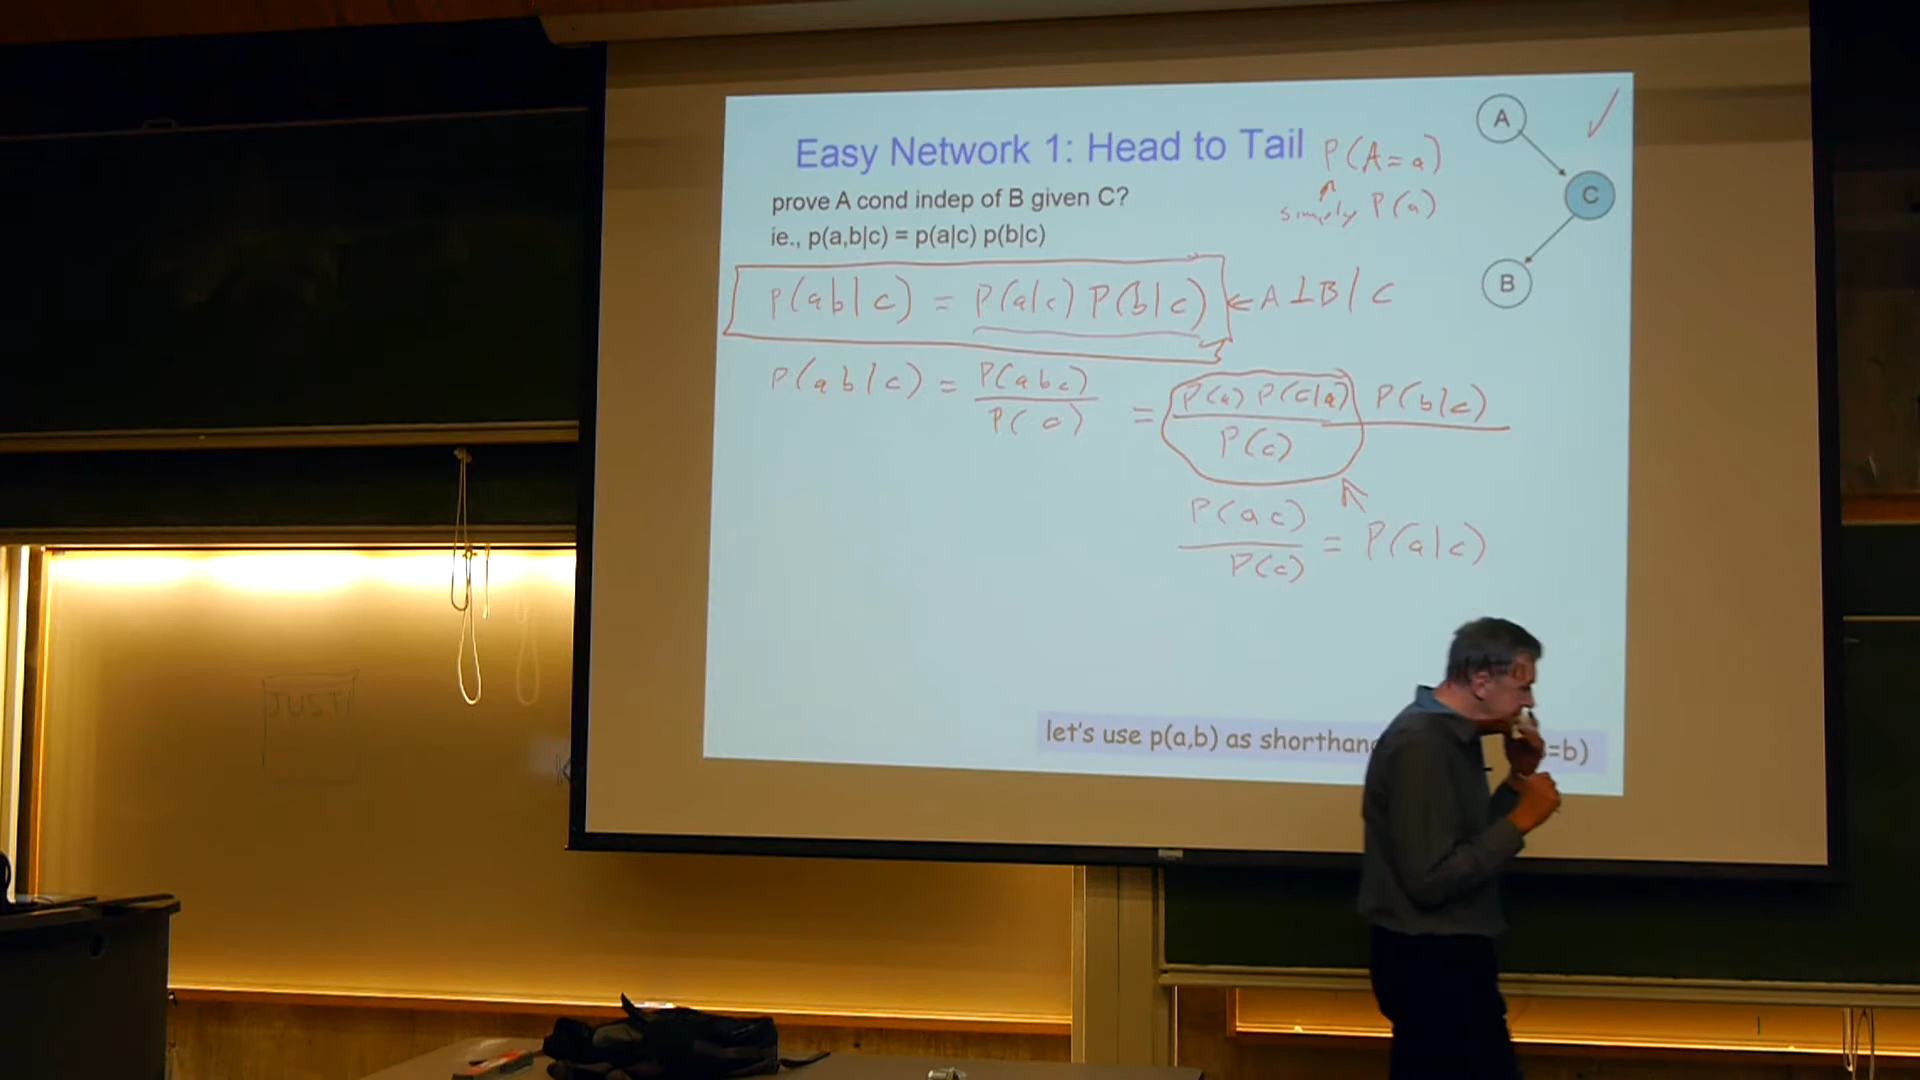 Easy Network 1: Head to Tail
P(A=a)
↑
simply P(a)
A
C
B
prove A cond indep of B given C?
ie., p(a,b|c) = p(a|c) p(b|c)
P(ab|c) = P(a|c) P(b|c) ← A⊥B|C
P(ab|c) = P(abc) / P(c) = P(a) P(c|a) P(b|c) / P(c)
P(ac) / P(c) = P(a|c)
let's use p(a,b) as shorthand =b)
JUST
K